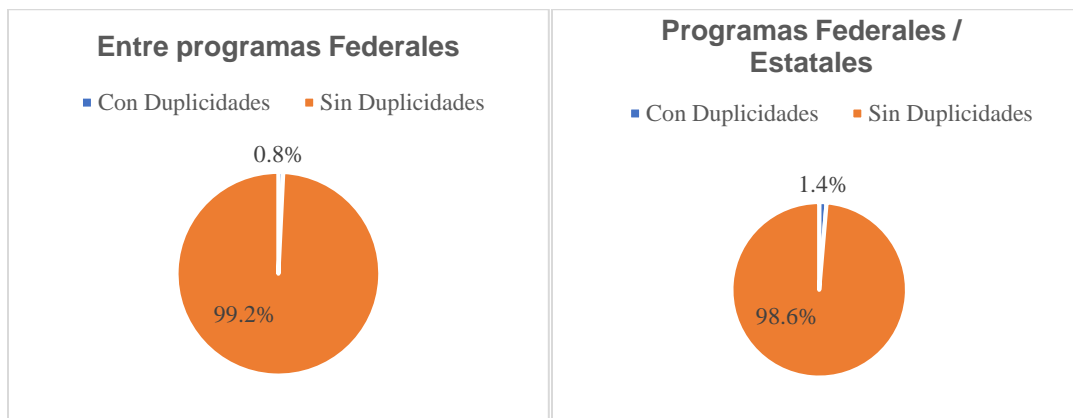 Entre programas Federales
Con Duplicidades Sin Duplicidades
0.8%
99.2%
Programas Federales /
Estatales
Con Duplicidades Sin Duplicidades
1.4%
98.6%